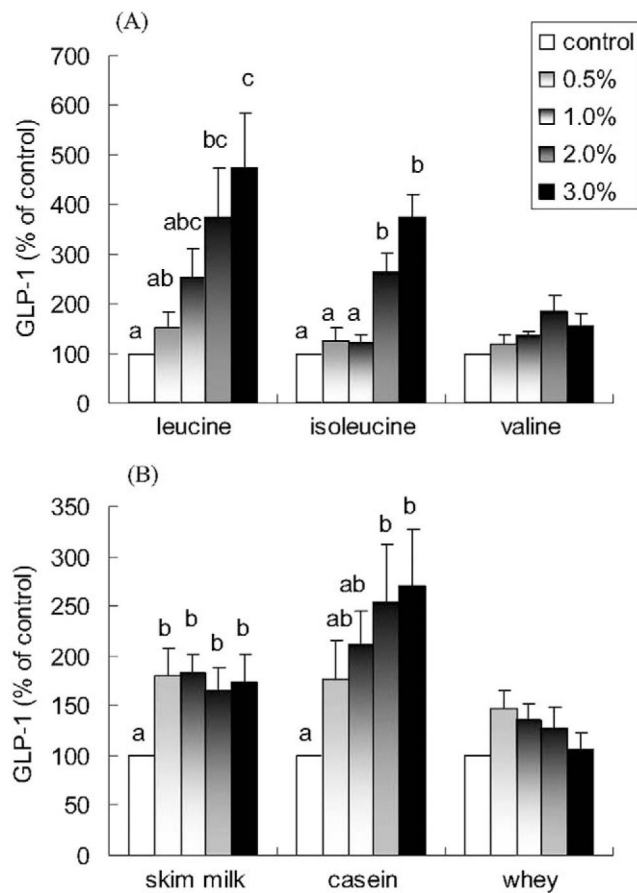 (A)
GLP-1 (% of control)
700
600
500
400
300
200
100
0
a
ab
abc
bc
c
a
a
a
b
b
leucine
isoleucine
valine
control
0.5%
1.0%
2.0%
3.0%
(B)
GLP-1 (% of control)
350
300
250
200
150
100
50
0
a
b
b
b
b
a
ab
ab
b
b
skim milk
casein
whey